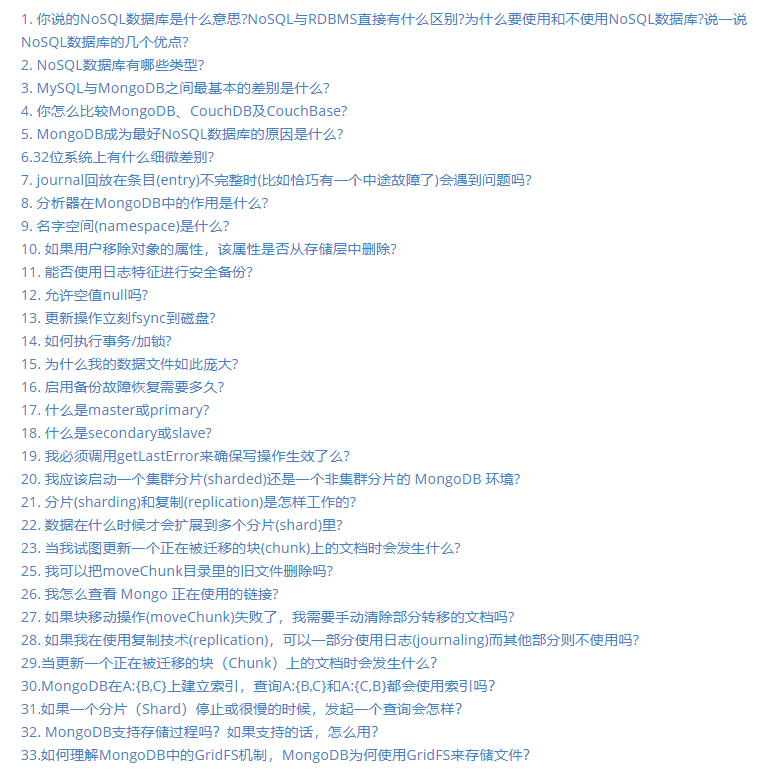 1. 你说的NoSQL数据库是什么意思?NoSQL与RDBMS直接有什么区别?为什么要使用和不使用NoSQL数据库?说一说
NoSQL数据库的几个优点?
2. NoSQL数据库有哪些类型?
3. MySQL与MongoDB之间最基本的差别是什么?
4. 你怎么比较MongoDB、CouchDB及CouchBase?
5. MongoDB成为最好NoSQL数据库的原因是什么?
6.32位系统上有什么细微差别?
7. journal回放在条目(entry)不完整时(比如恰巧有一个中途故障了)会遇到问题吗?
8. 分析器在MongoDB中的作用是什么?
9. 名字空间(namespace)是什么?
10. 如果用户移除对象的属性，该属性是否从存储层中删除?
11. 能否使用日志特征进行安全备份?
12. 允许空值null吗?
13. 更新操作立刻fsync到磁盘?
14. 如何执行事务/加锁?
15. 为什么我的数据文件如此庞大?
16. 启用备份故障恢复需要多久?
17. 什么是master或primary?
18. 什么是secondary或slave?
19. 我必须调用getLastError来确保写操作生效了么?
20. 我应该启动一个集群分片(sharded)还是一个非集群分片的 MongoDB 环境?
21. 分片(sharding)和复制(replication)是怎样工作的?
22. 数据在什么时候才会扩展到多个分片(shard)里?
23. 当我试图更新一个正在被迁移的块(chunk)上的文档时会发生什么?
25. 我可以把moveChunk目录里的旧文件删除吗?
26. 我怎么查看 Mongo 正在使用的链接?
27. 如果块移动操作(moveChunk)失败了，我需要手动清除部分转移的文档吗?
28. 如果我在使用复制技术(replication)，可以一部分使用日志(journaling)而其他部分则不使用吗?
29.当更新一个正在被迁移的块（Chunk）上的文档时会发生什么？
30.MongoDB在A:{B,C}上建立索引，查询A:{B,C}和A:{C,B}都会使用索引吗？
31.如果一个分片（Shard）停止或很慢的时候，发起一个查询会怎样？
32. MongoDB支持存储过程吗？如果支持的话，怎么用？
33.如何理解MongoDB中的GridFS机制，MongoDB为何使用GridFS来存储文件？